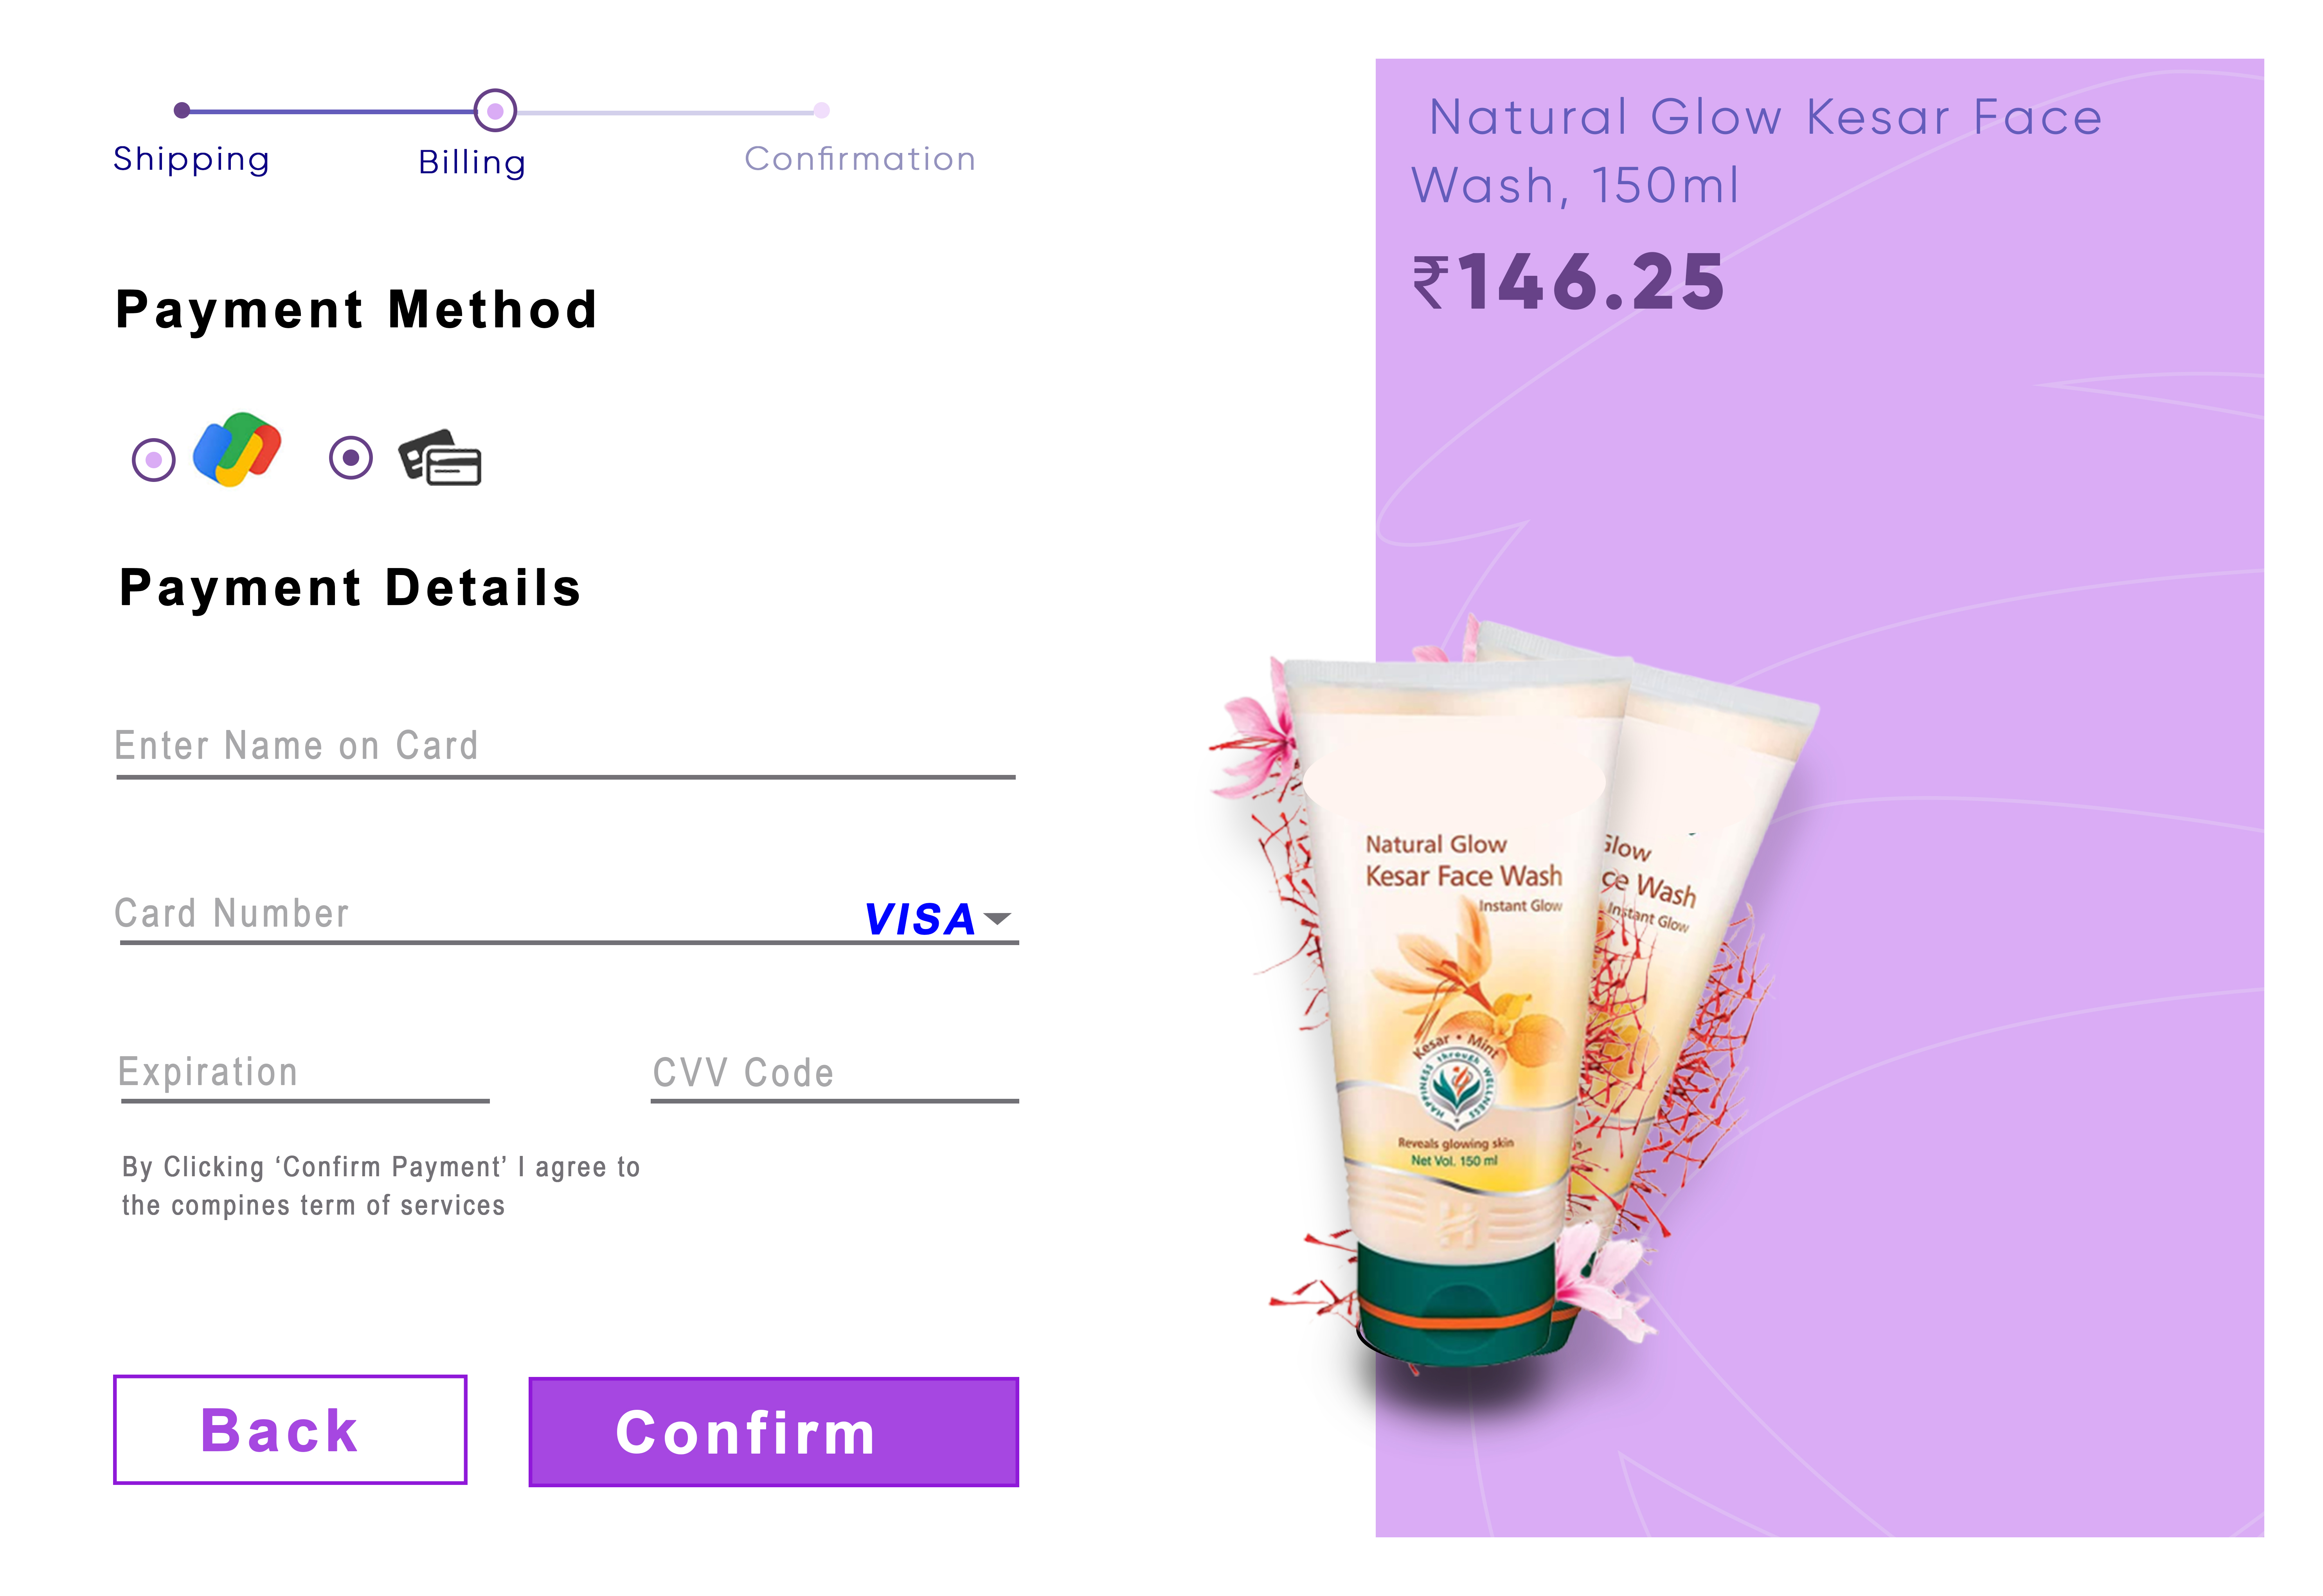 Shipping
Billing
Confirmation
Payment Method
Payment Details
Enter Name on Card
Card Number
VISA
Expiration
CVV Code
By Clicking ‘Confirm Payment’ I agree to
the compines term of services
Back
Confirm
Natural Glow Kesar Face
Wash, 150ml
₹146.25
Natural Glow
Kesar Face Wash
Instant Glow
Kesar • Mint
HAPPINESS through WELLNESS
Reveals glowing skin
Net Vol. 150 ml
Glow
Wash
Instant Glow